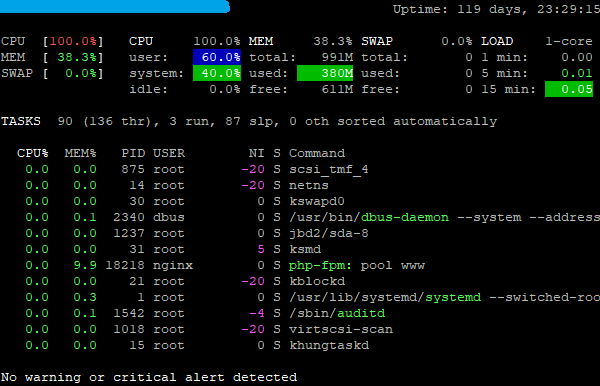 Uptime: 119 days, 23:29:15
CPU [100.0%] CPU 100.0% MEM 38.3% SWAP 0.0% LOAD 1-core
MEM [ 38.3%] user: 60.0% total: 991M total: 0 1 min: 0.00
SWAP [ 0.0%] system: 40.0% used: 380M used: 0 5 min: 0.01
idle: 0.0% free: 611M free: 0 15 min: 0.05
TASKS 90 (136 thr), 3 run, 87 slp, 0 oth sorted automatically
CPU% MEM% PID USER NI S Command
0.0 0.0 875 root -20 S scsi_tmf_4
0.0 0.0 14 root -20 S netns
0.0 0.0 30 root 0 S kswapd0
0.0 0.1 2340 dbus 0 S /usr/bin/dbus-daemon --system --address
0.0 0.0 1237 root 0 S jbd2/sda-8
0.0 0.0 31 root 5 S ksmd
0.0 9.9 18218 nginx 0 S php-fpm: pool www
0.0 0.0 21 root -20 S kblockd
0.0 0.3 1 root 0 S /usr/lib/systemd/systemd --switched-roo
0.0 0.1 1542 root -4 S /sbin/auditd
0.0 0.0 1018 root -20 S virtscsi-scan
0.0 0.0 15 root 0 S khungtaskd
No warning or critical alert detected